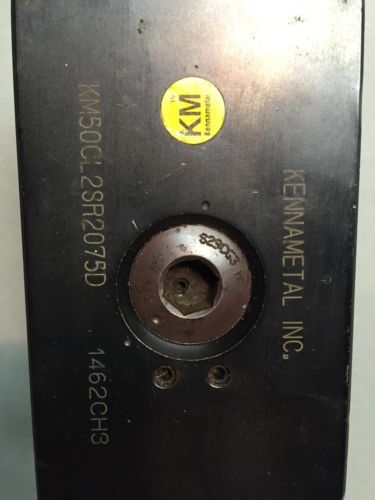 KENNAMETAL INC.
KM
Kennametal
KM50CL2SR2075D
1462CH3